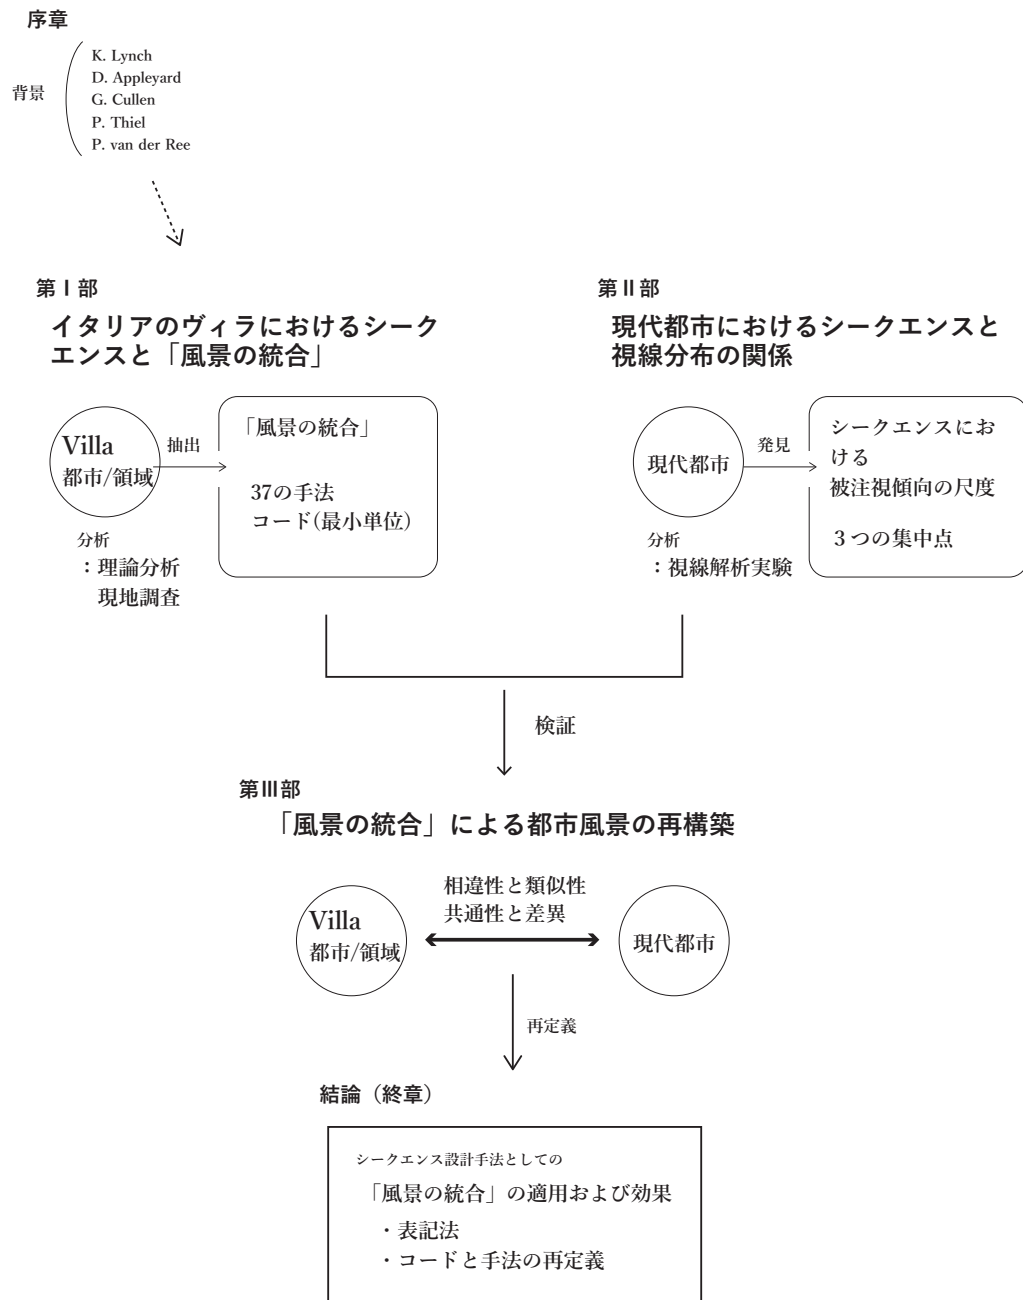 序章
背景
K. Lynch
D. Appleyard
G. Cullen
P. Thiel
P. van der Ree
第Ⅰ部
イタリアのヴィラにおけるシーク
エンスと「風景の統合」
Villa
都市/領域
抽出
「風景の統合」
37の手法
コード(最小単位)
分析
：理論分析
現地調査
第Ⅱ部
現代都市におけるシークエンスと
視線分布の関係
現代都市
発見
シークエンスにお
ける
被注視傾向の尺度
３つの集中点
分析
：視線解析実験
検証
第Ⅲ部
「風景の統合」による都市風景の再構築
Villa
都市/領域
相違性と類似性
共通性と差異
現代都市
再定義
結論（終章）
シークエンス設計手法としての
「風景の統合」の適用および効果
・表記法
・コードと手法の再定義